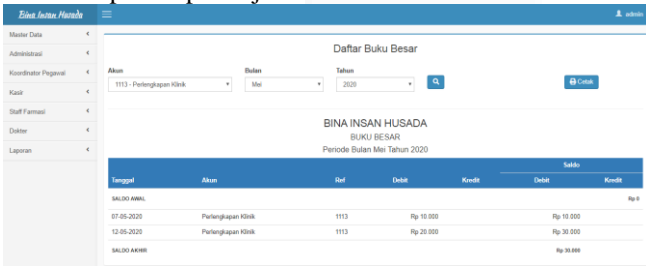 Bina Insan Husada
admin
Master Data
Administrasi
Koordinator Pegawai
Kasir
Staff Farmasi
Dokter
Laporan
Daftar Buku Besar
Akun Bulan Tahun
1113 - Perlengkapan Klinik Mei 2020 Cetak
BINA INSAN HUSADA
BUKU BESAR
Periode Bulan Mei Tahun 2020
Saldo
Tanggal Akun Ref Debit Kredit Debit Kredit
SALDO AWAL Rp 0
07-05-2020 Perlengkapan Klinik 1113 Rp 10.000 Rp 10.000
12-05-2020 Perlengkapan Klinik 1113 Rp 20.000 Rp 30.000
SALDO AKHIR Rp 30.000